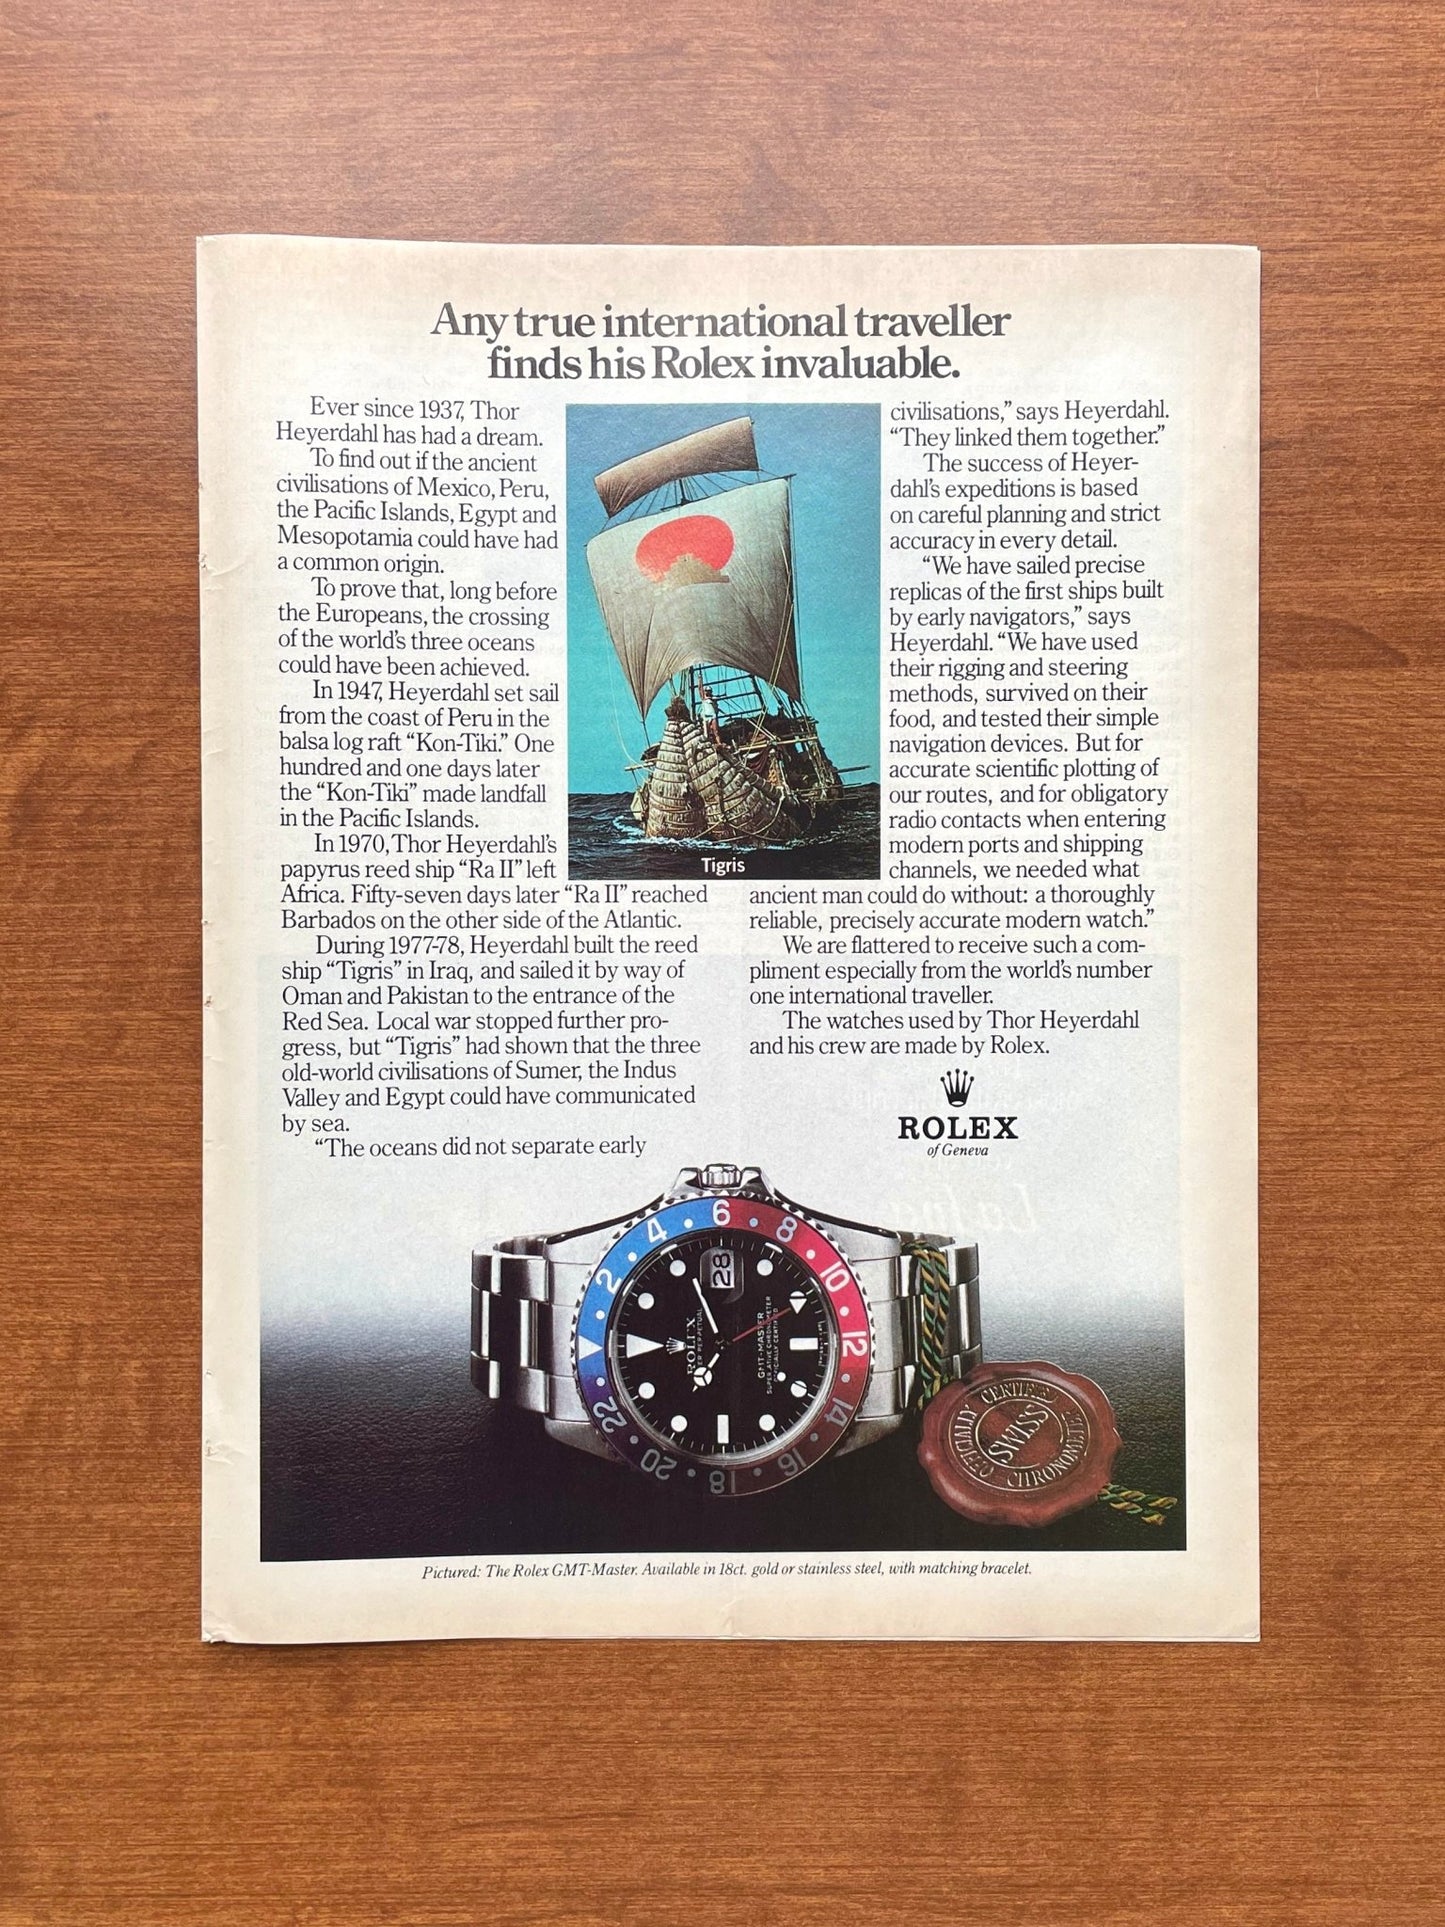 Any true international traveller
finds his Rolex invaluable.
Ever since 1937, Thor
Heyerdahl has had a dream.
To find out if the ancient
civilisations of Mexico, Peru,
the Pacific Islands, Egypt and
Mesopotamia could have had
a common origin.
To prove that, long before
the Europeans, the crossing
of the world's three oceans
could have been achieved.
In 1947, Heyerdahl set sail
from the coast of Peru in the
balsa log raft “Kon-Tiki.” One
hundred and one days later
the “Kon-Tiki” made landfall
in the Pacific Islands.
In 1970, Thor Heyerdahl's
papyrus reed ship “Ra II” left
Africa. Fifty-seven days later “Ra II” reached
Barbados on the other side of the Atlantic.
During 1977-78, Heyerdahl built the reed
ship “Tigris” in Iraq, and sailed it by way of
Oman and Pakistan to the entrance of the
Red Sea. Local war stopped further pro-
gress, but “Tigris” had shown that the three
old-world civilisations of Sumer, the Indus
Valley and Egypt could have communicated
by sea.
“The oceans did not separate early
Tigris
civilisations,” says Heyerdahl.
“They linked them together.”
The success of Heyer-
dahl's expeditions is based
on careful planning and strict
accuracy in every detail.
“We have sailed precise
replicas of the first ships built
by early navigators,” says
Heyerdahl. “We have used
their rigging and steering
methods, survived on their
food, and tested their simple
navigation devices. But for
accurate scientific plotting of
our routes, and for obligatory
radio contacts when entering
modern ports and shipping
channels, we needed what
ancient man could do without: a thoroughly
reliable, precisely accurate modern watch.”
We are flattered to receive such a com-
pliment especially from the world's number
one international traveller.
The watches used by Thor Heyerdahl
and his crew are made by Rolex.
ROLEX
of Geneva
2 4 6 8 10 12 14 16 18 20 22
28
ROLEX
PERPETUAL
GMT-MASTER
OFFICIALLY CERTIFIED
SWISS
CHRONOMETER
Pictured: The Rolex GMT-Master. Available in 18ct. gold or stainless steel, with matching bracelet.